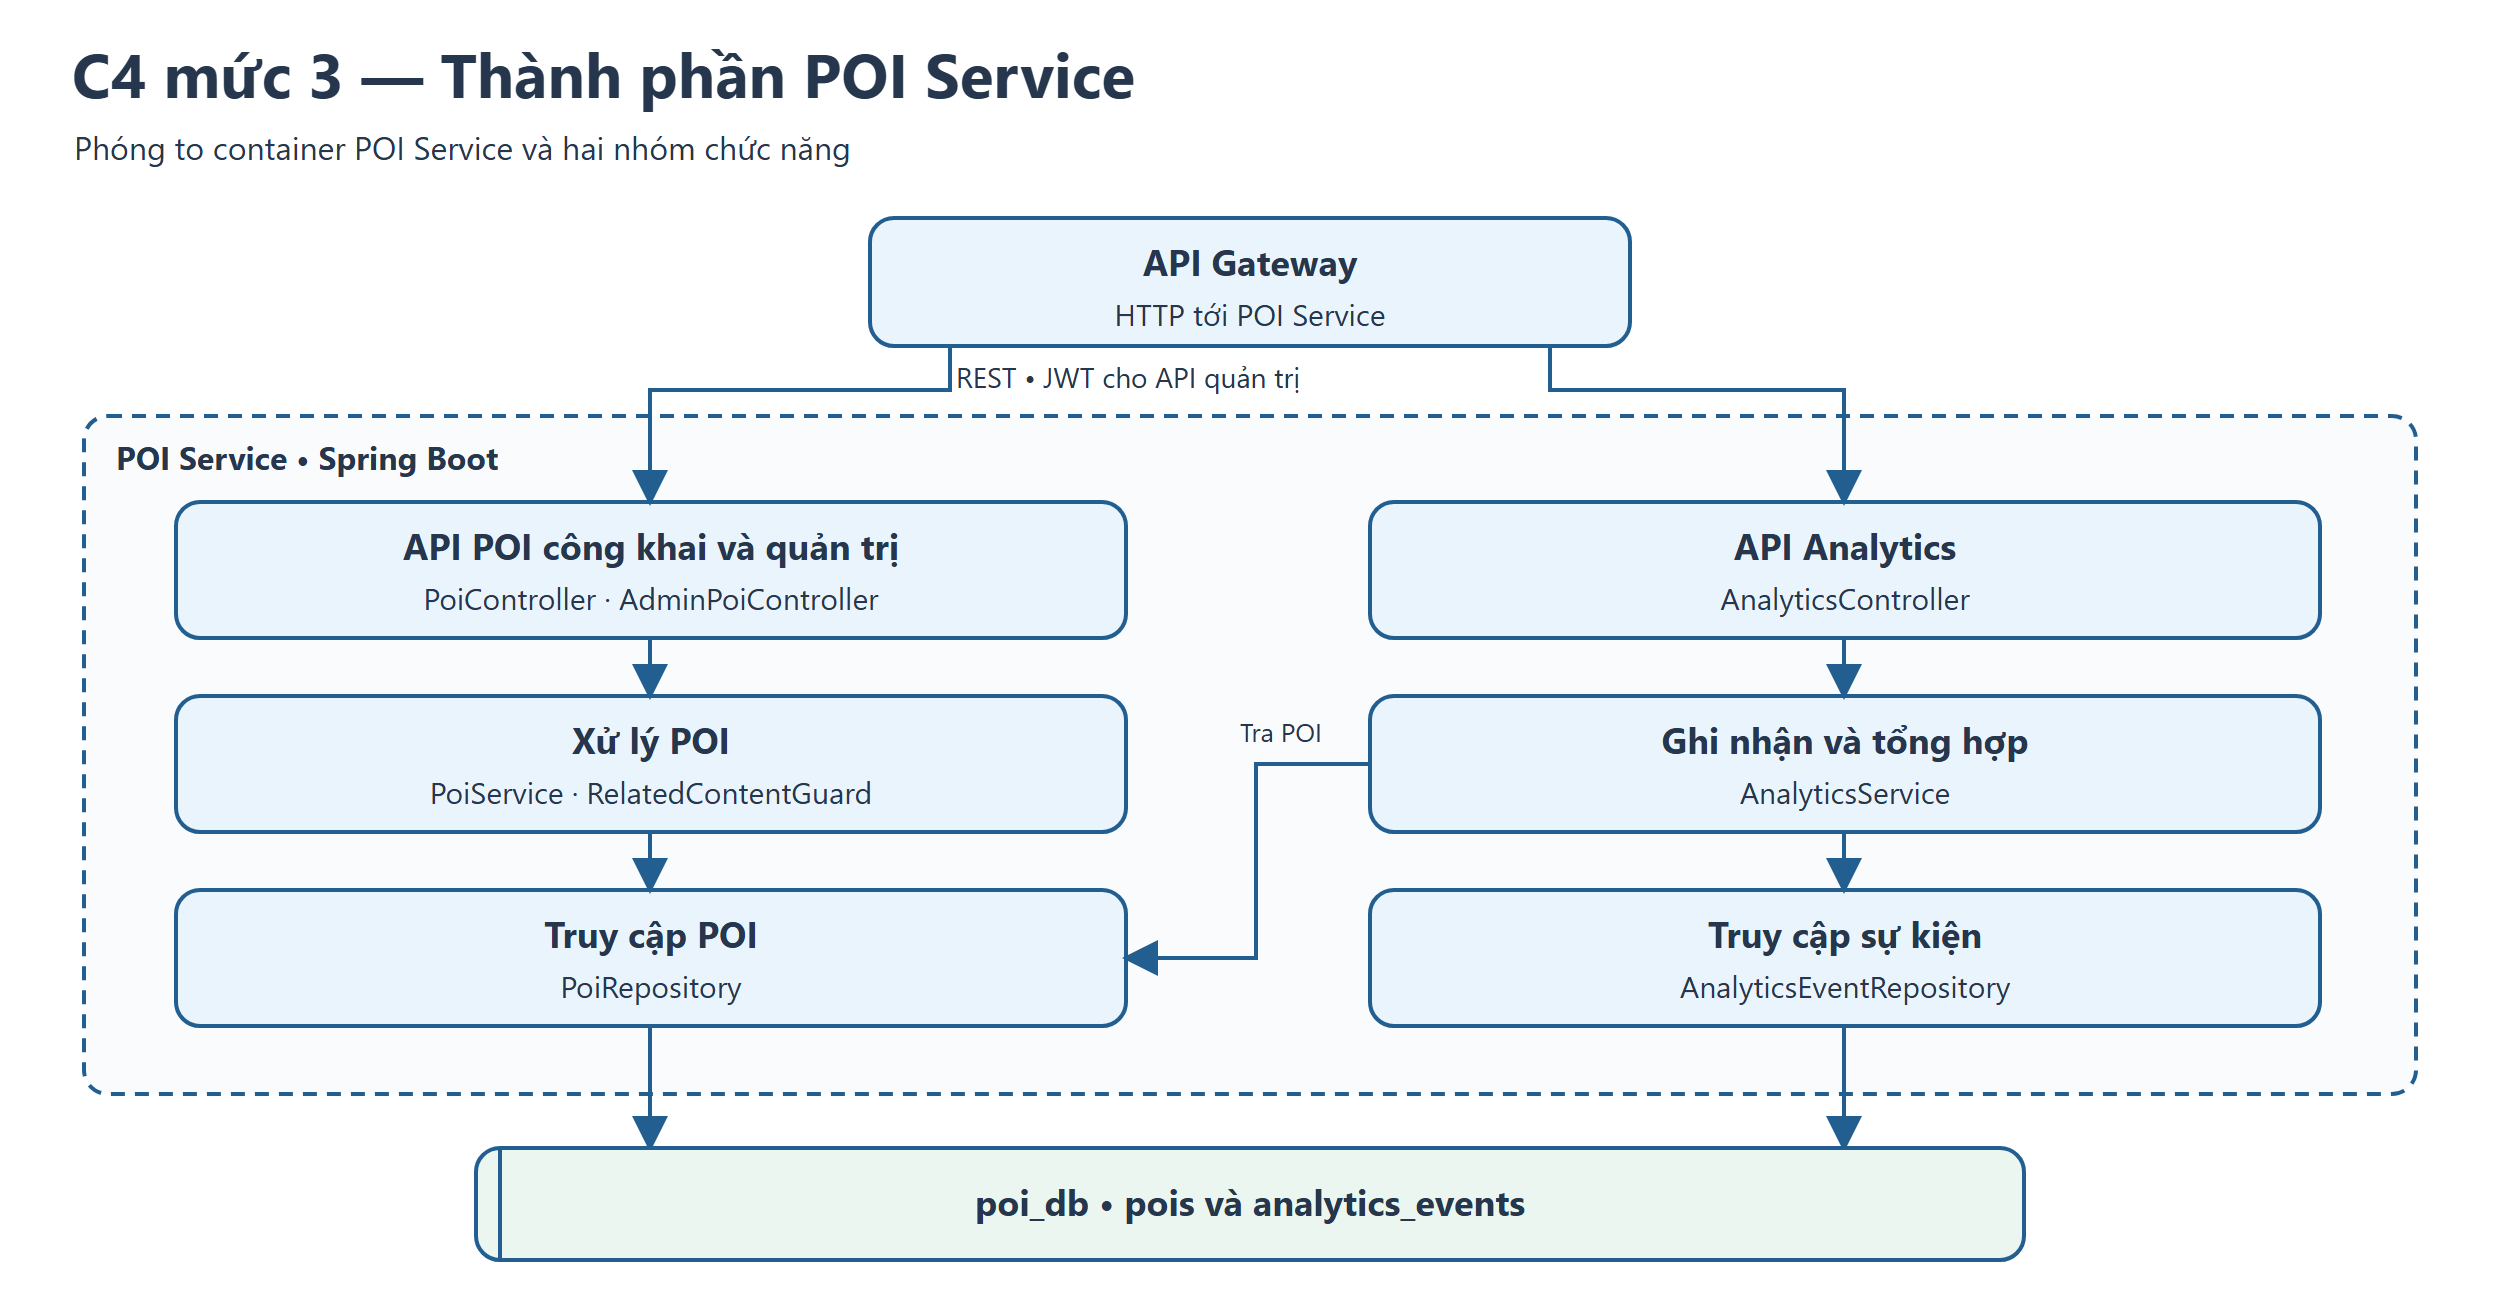 C4 mức 3 — Thành phần POI Service
Phóng to container POI Service và hai nhóm chức năng
API Gateway
HTTP tới POI Service
REST • JWT cho API quản trị
POI Service • Spring Boot
API POI công khai và quản trị
PoiController · AdminPoiController
API Analytics
AnalyticsController
Xử lý POI
PoiService · RelatedContentGuard
Tra POI
Ghi nhận và tổng hợp
AnalyticsService
Truy cập POI
PoiRepository
Truy cập sự kiện
AnalyticsEventRepository
poi_db • pois và analytics_events